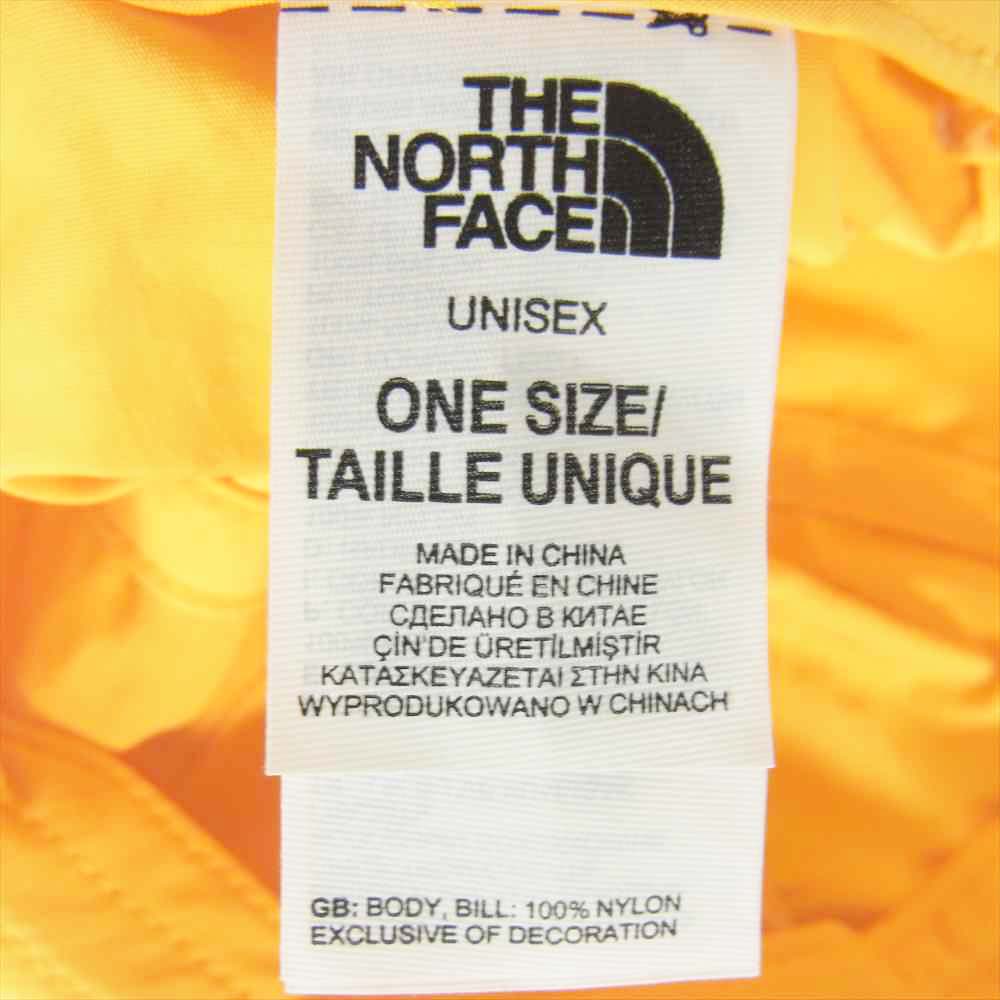 THE
NORTH
FACE
UNISEX
ONE SIZE/
TAILLE UNIQUE
MADE IN CHINA
FABRIQUÉ EN CHINE
СДЕЛАНО В КИТАЕ
ÇİN'DE ÜRETİLMİŞTİR
ΚΑΤΑΣΚΕΥΑΖΕΤΑΙ ΣΤΗΝ ΚΙΝΑ
WYPRODUKOWANO W CHINACH
GB: BODY, BILL: 100% NYLON
EXCLUSIVE OF DECORATION